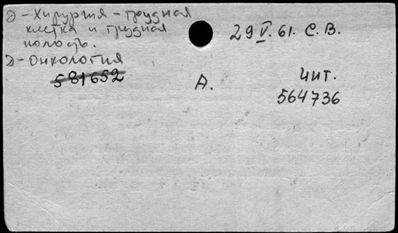 Э-Хирургия-грудная
клетка и грудная
полость.
Э-Онкология
581652
29 V. 61. С.В.
А.
Чит.
564736